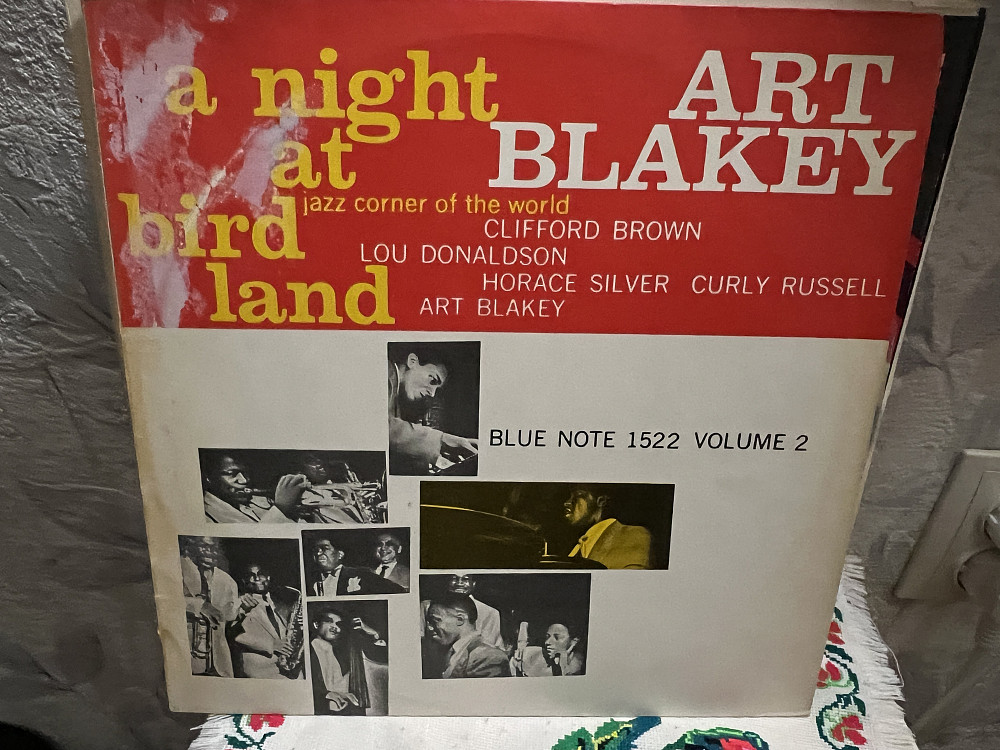 a night
at
bird
land
ART
BLAKEY
jazz corner of the world
CLIFFORD BROWN
LOU DONALDSON
HORACE SILVER CURLY RUSSELL
ART BLAKEY
BLUE NOTE 1522 VOLUME 2